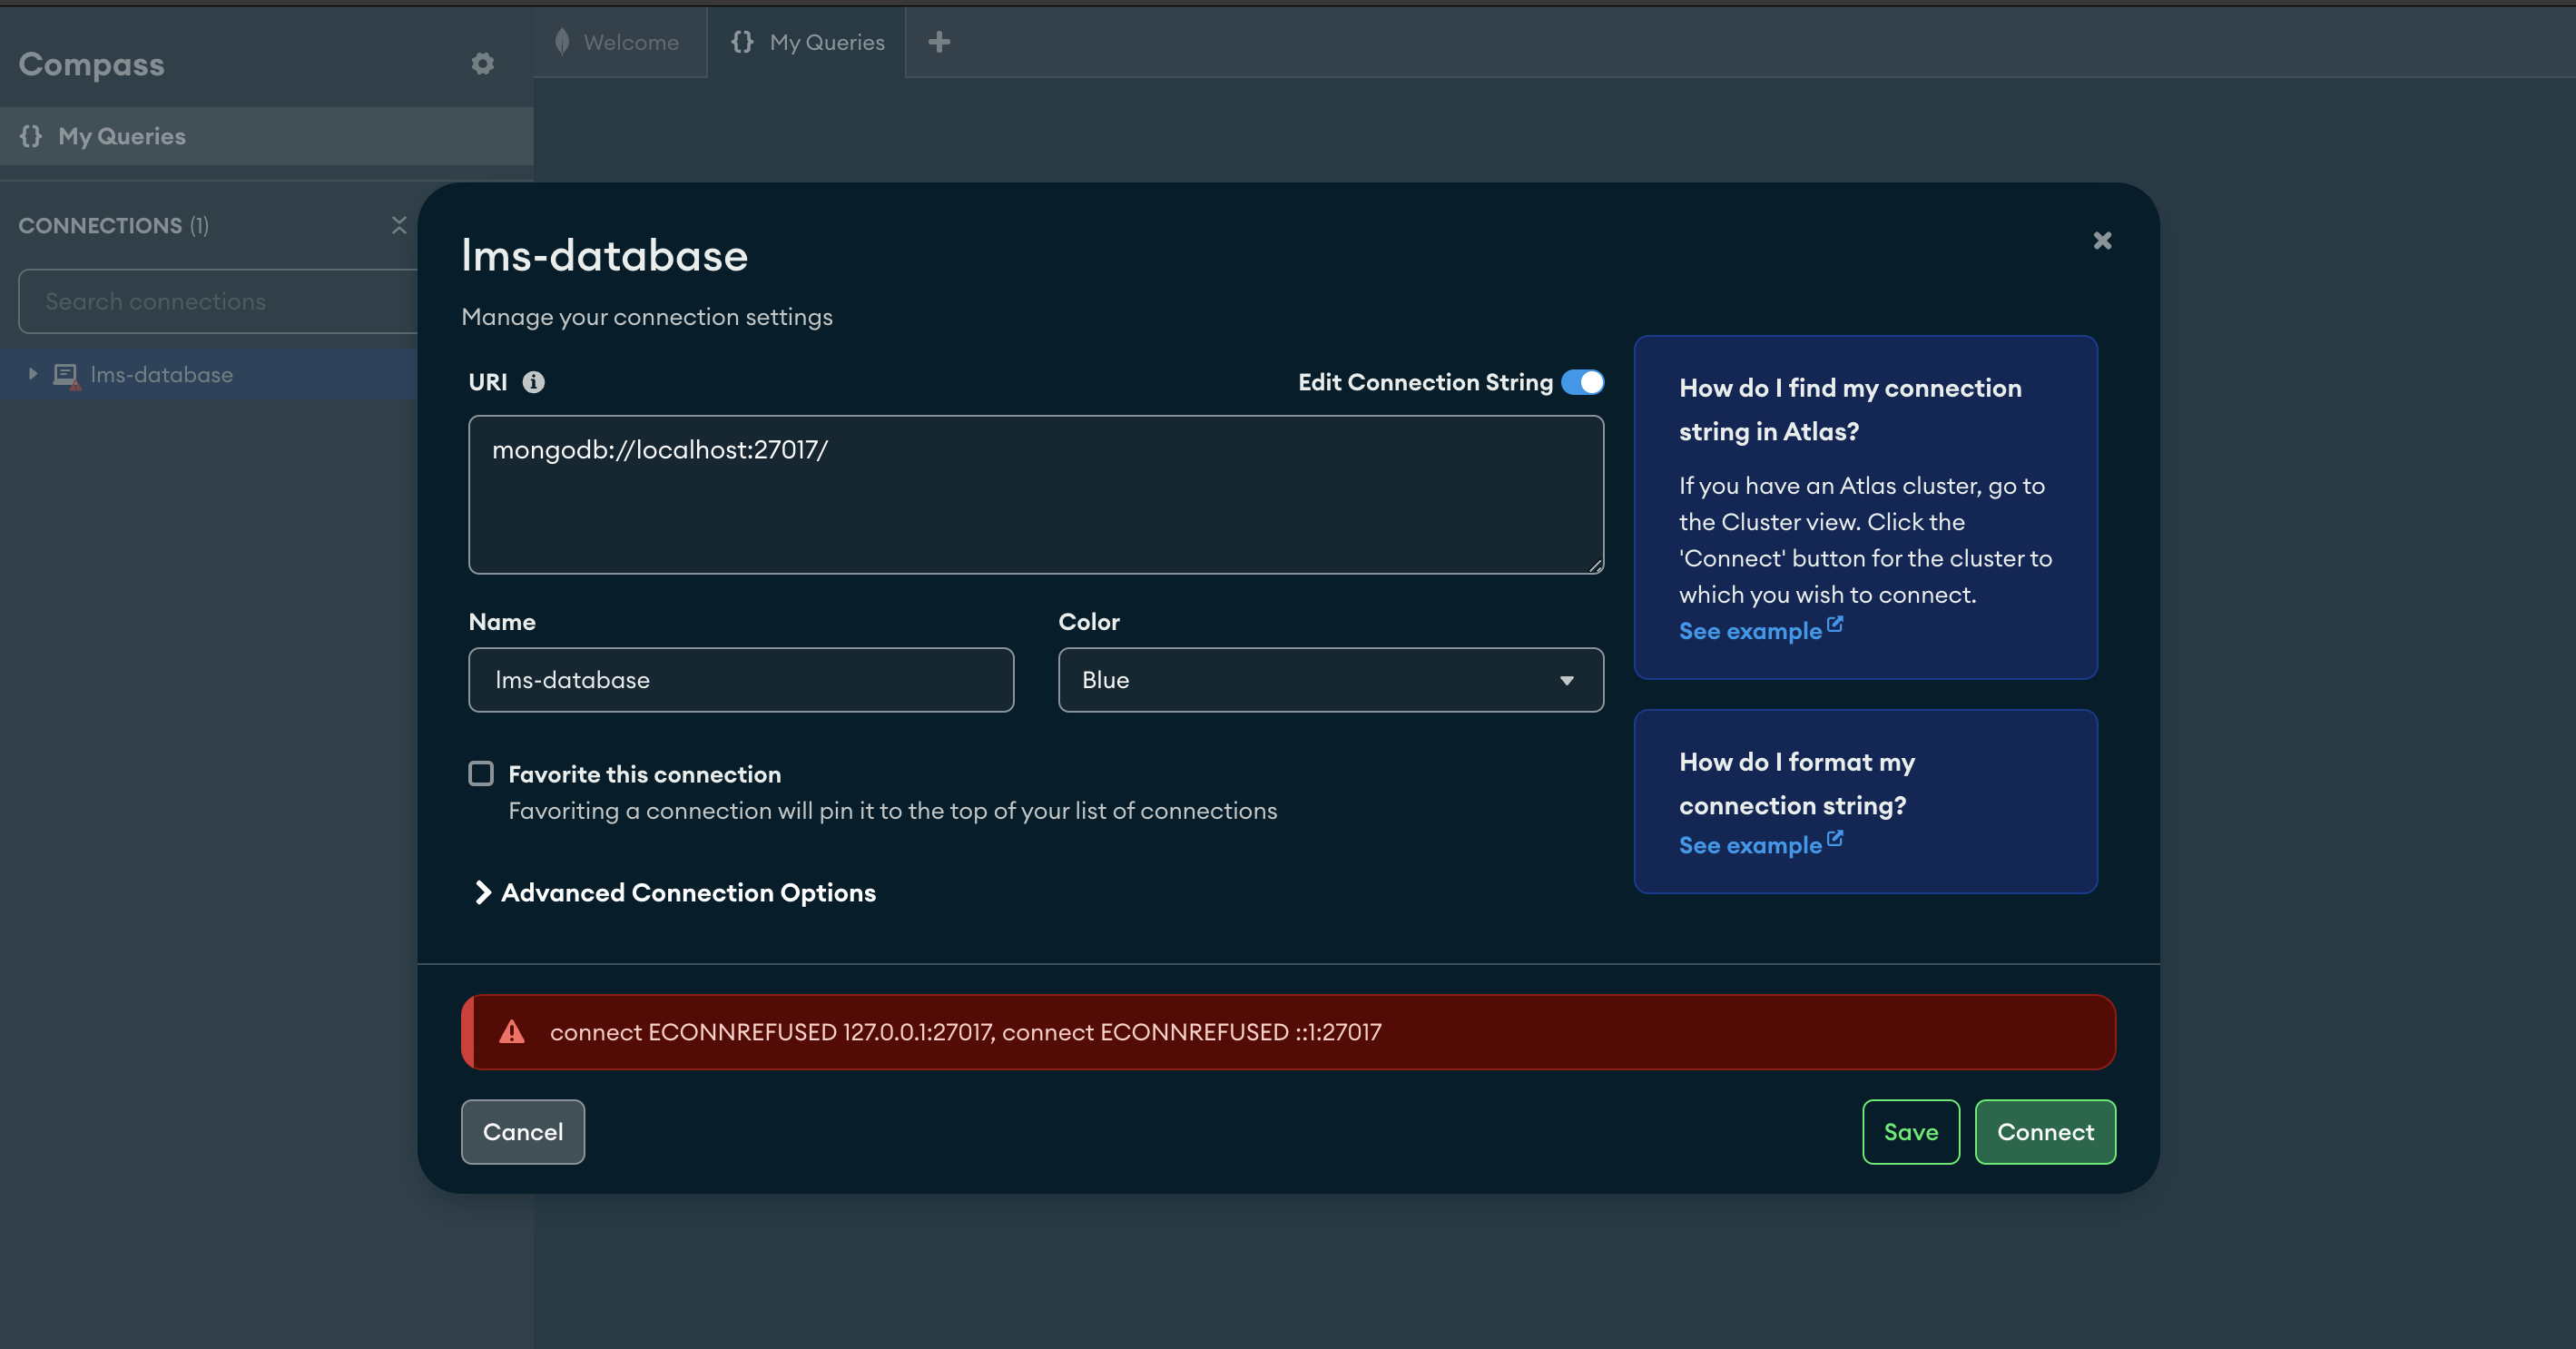 Compass
Welcome
{} My Queries
{} My Queries
CONNECTIONS (1)
Search connections
lms-database
lms-database
Manage your connection settings
URI
Edit Connection String
mongodb://localhost:27017/
Name
Color
lms-database
Blue
Favorite this connection
Favoriting a connection will pin it to the top of your list of connections
Advanced Connection Options
How do I find my connection
string in Atlas?
If you have an Atlas cluster, go to
the Cluster view. Click the
'Connect' button for the cluster to
which you wish to connect.
See example
How do I format my
connection string?
See example
connect ECONNREFUSED 127.0.0.1:27017, connect ECONNREFUSED ::1:27017
Cancel
Save
Connect